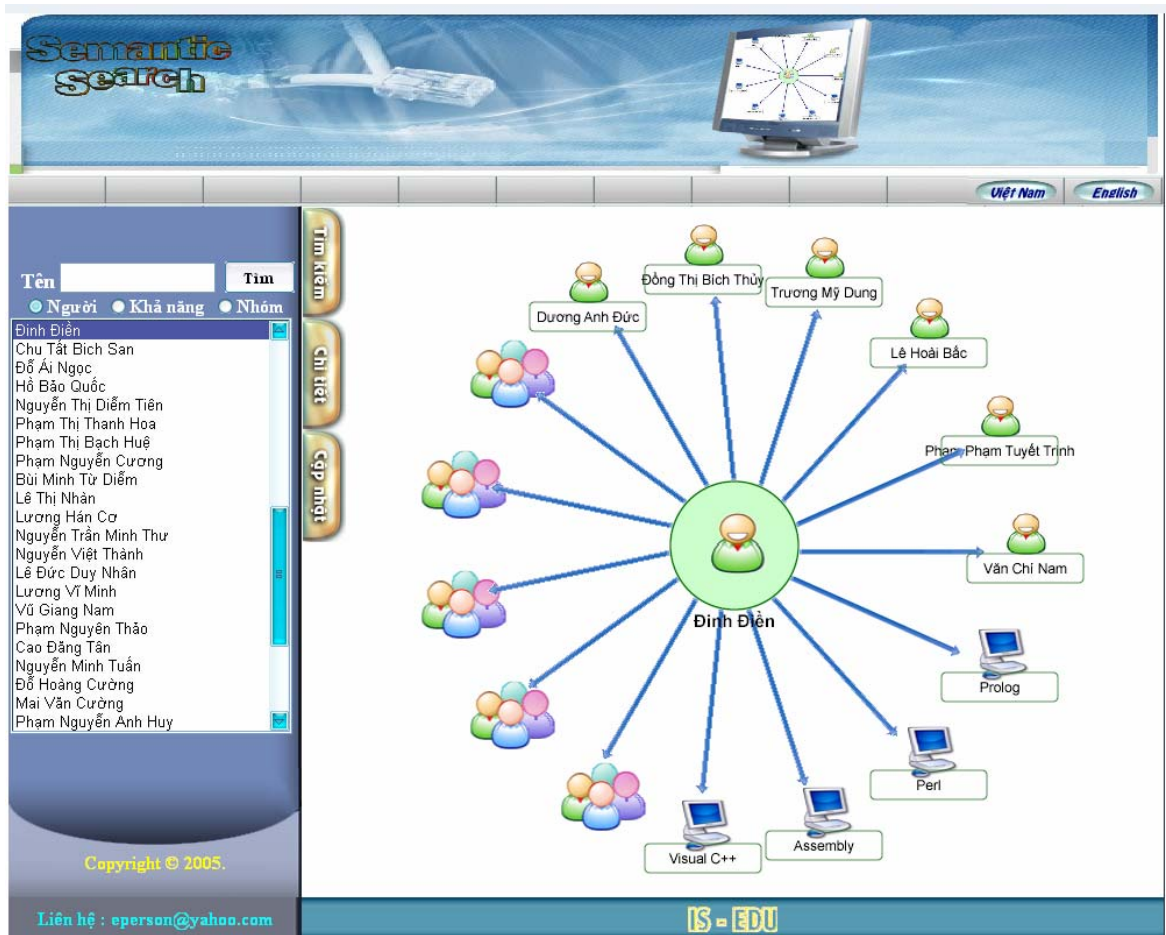 Semantic
Search
Việt Nam
English
Tên
Tìm
Người
Khả năng
Nhóm
Đinh Điền
Chu Tất Bich San
Đỗ Ái Ngọc
Hồ Bảo Quốc
Nguyễn Thị Diễm Tiên
Phạm Thị Thanh Hoa
Phạm Thị Bạch Huệ
Phạm Nguyễn Cương
Bùi Minh Từ Diễm
Lê Thị Nhàn
Lương Hán Cơ
Nguyễn Trần Minh Thư
Nguyễn Việt Thành
Lê Đức Duy Nhân
Lương Vĩ Minh
Vũ Giang Nam
Phạm Nguyên Thảo
Cao Đăng Tân
Nguyễn Minh Tuấn
Đỗ Hoàng Cường
Mai Văn Cường
Phạm Nguyễn Anh Huy
Copyright © 2005.
Liên hệ : eperson@yahoo.com
Tìm kiếm
Chi tiết
Cập nhật
Đồng Thị Bích Thủy
Trương Mỹ Dung
Dương Anh Đức
Lê Hoài Bắc
Phạm Phạm Tuyết Trinh
Văn Chí Nam
Đinh Điền
Prolog
Perl
Assembly
Visual C++
IS - EDU